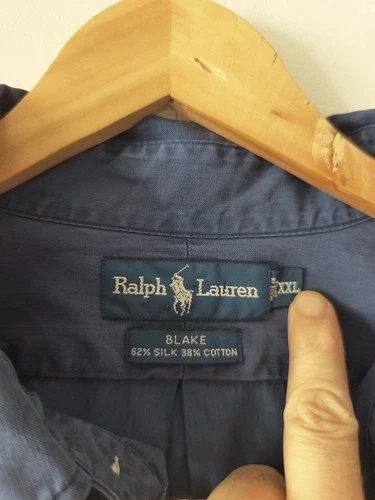 Ralph Lauren XXL
BLAKE
62% SILK 38% COTTON